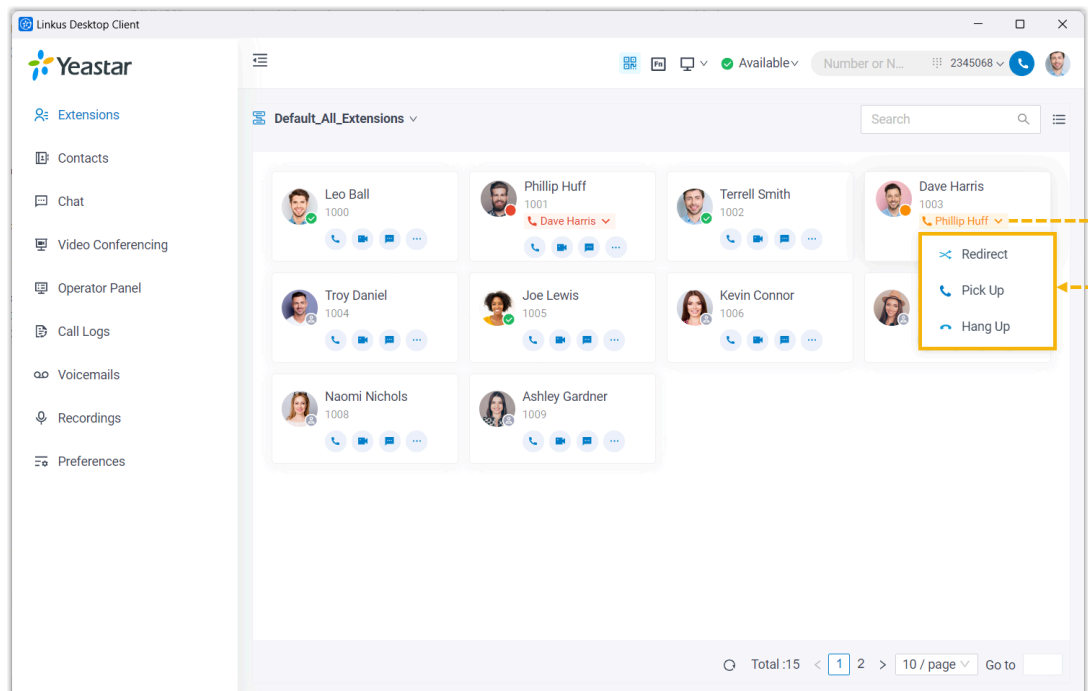 Linkus Desktop Client
Yeastar
Fn
Available
Number or N...
2345068
Extensions
Contacts
Chat
Video Conferencing
Operator Panel
Call Logs
Voicemails
Recordings
Preferences
Default_All_Extensions
Search
Leo Ball
1000
Phillip Huff
1001
Dave Harris
Terrell Smith
1002
Dave Harris
1003
Phillip Huff
Redirect
Pick Up
Hang Up
Troy Daniel
1004
Joe Lewis
1005
Kevin Connor
1006
Naomi Nichols
1008
Ashley Gardner
1009
Total :15 < 1 2 > 10 / page Go to